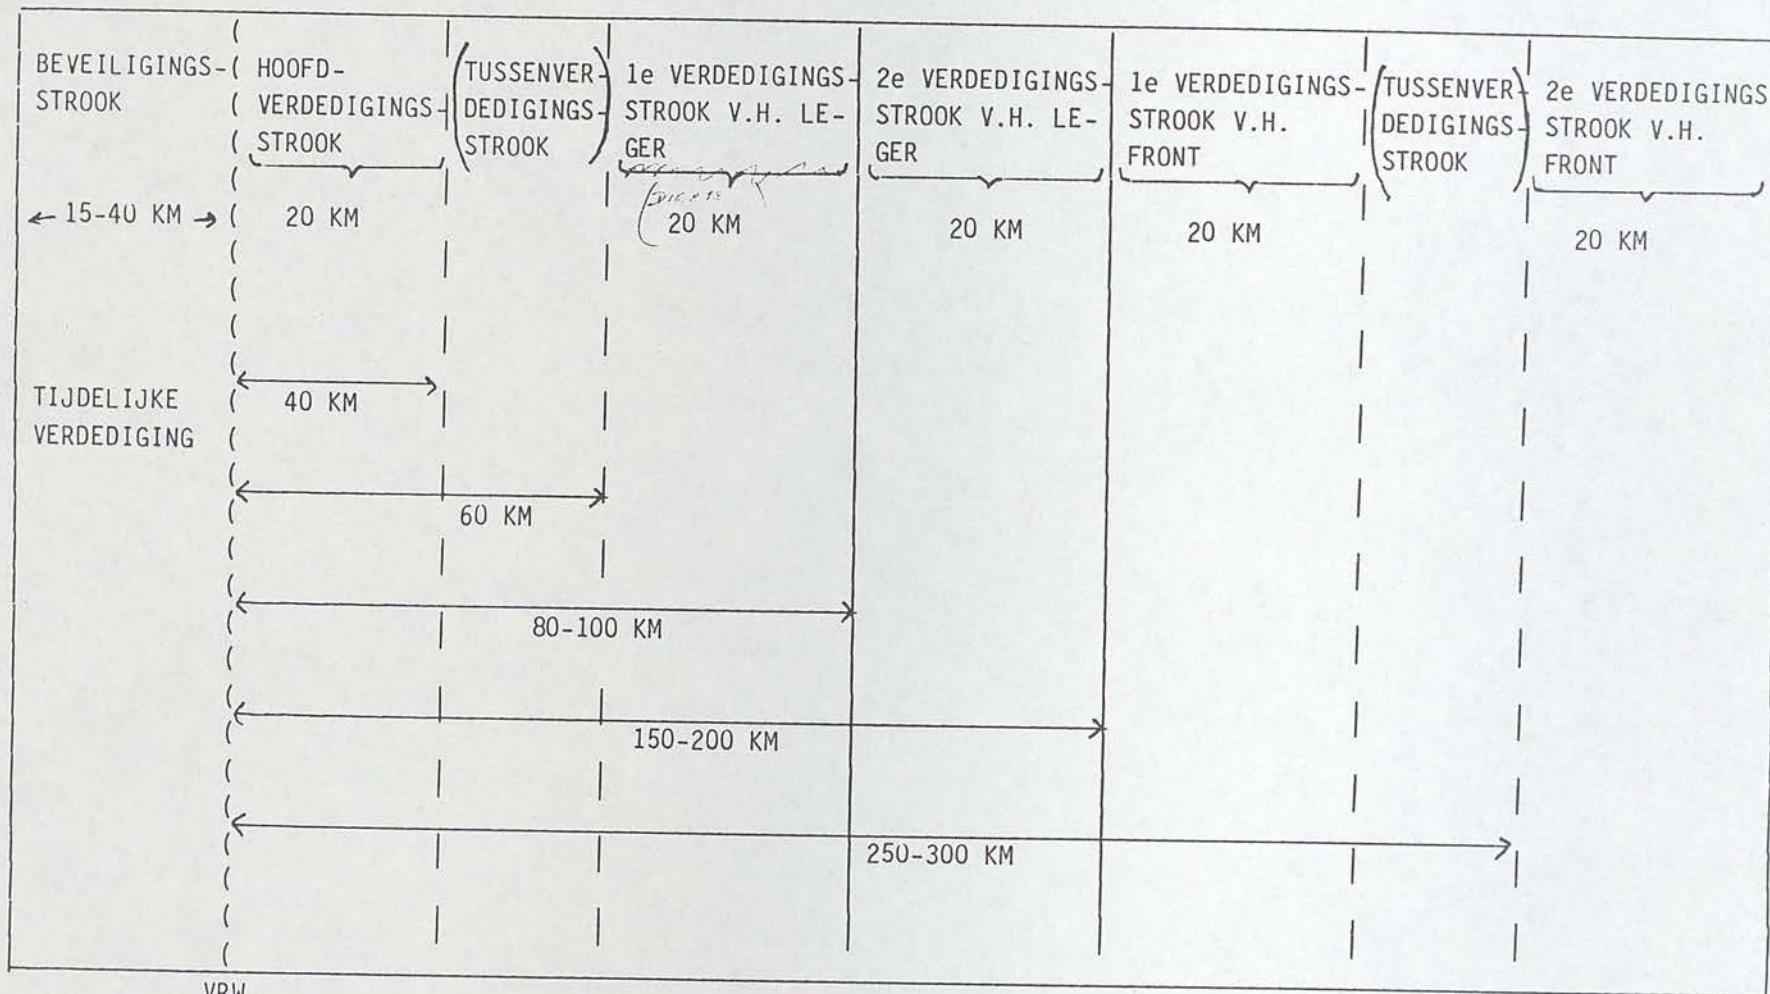 BEVEILIGINGS-
STROOK
HOOFD-
VERDEDIGINGS-
STROOK
TUSSENVER-
DEDIGINGS-
STROOK
1e VERDEDIGINGS-
STROOK V.H. LE-
GER
2e VERDEDIGINGS-
STROOK V.H. LE-
GER
1e VERDEDIGINGS-
STROOK V.H.
FRONT
TUSSENVER-
DEDIGINGS-
STROOK
2e VERDEDIGINGS
STROOK V.H.
FRONT
15-40 KM
20 KM
20 KM
20 KM
20 KM
20 KM
TIJDELIJKE
VERDEDIGING
40 KM
60 KM
80-100 KM
150-200 KM
250-300 KM
VRW